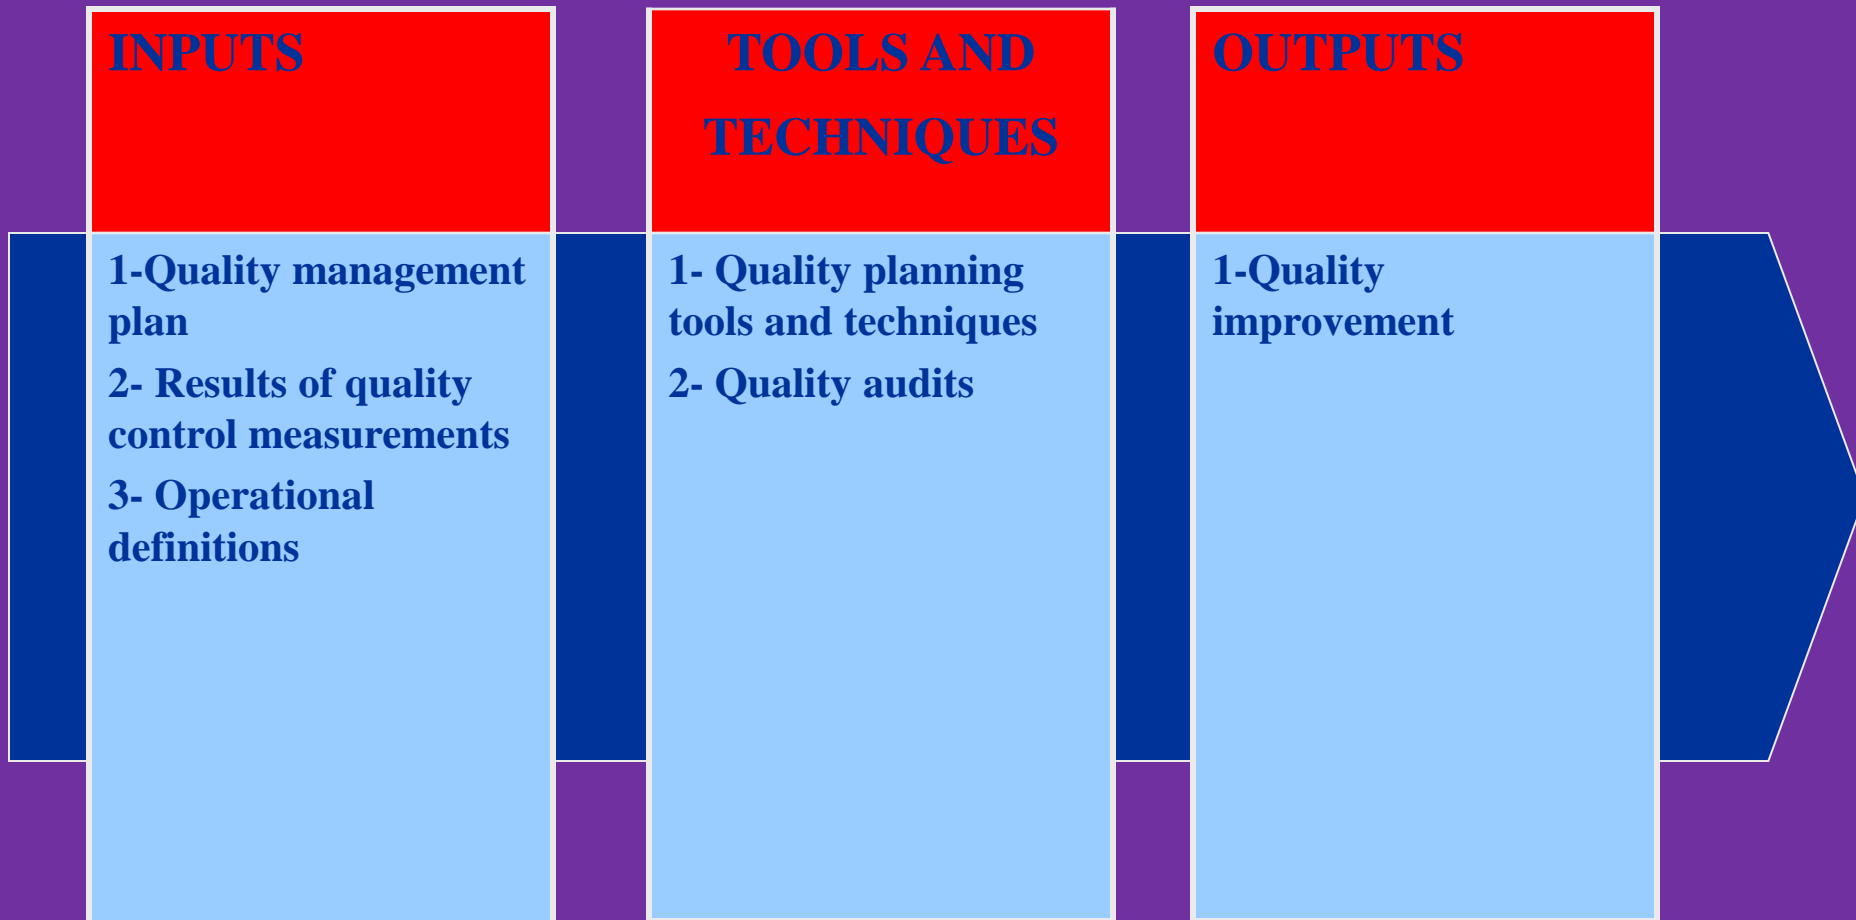 INPUTS
1-Quality management
plan
2- Results of quality
control measurements
3- Operational
definitions
TOOLS AND
TECHNIQUES
1- Quality planning
tools and techniques
2- Quality audits
OUTPUTS
1-Quality
improvement